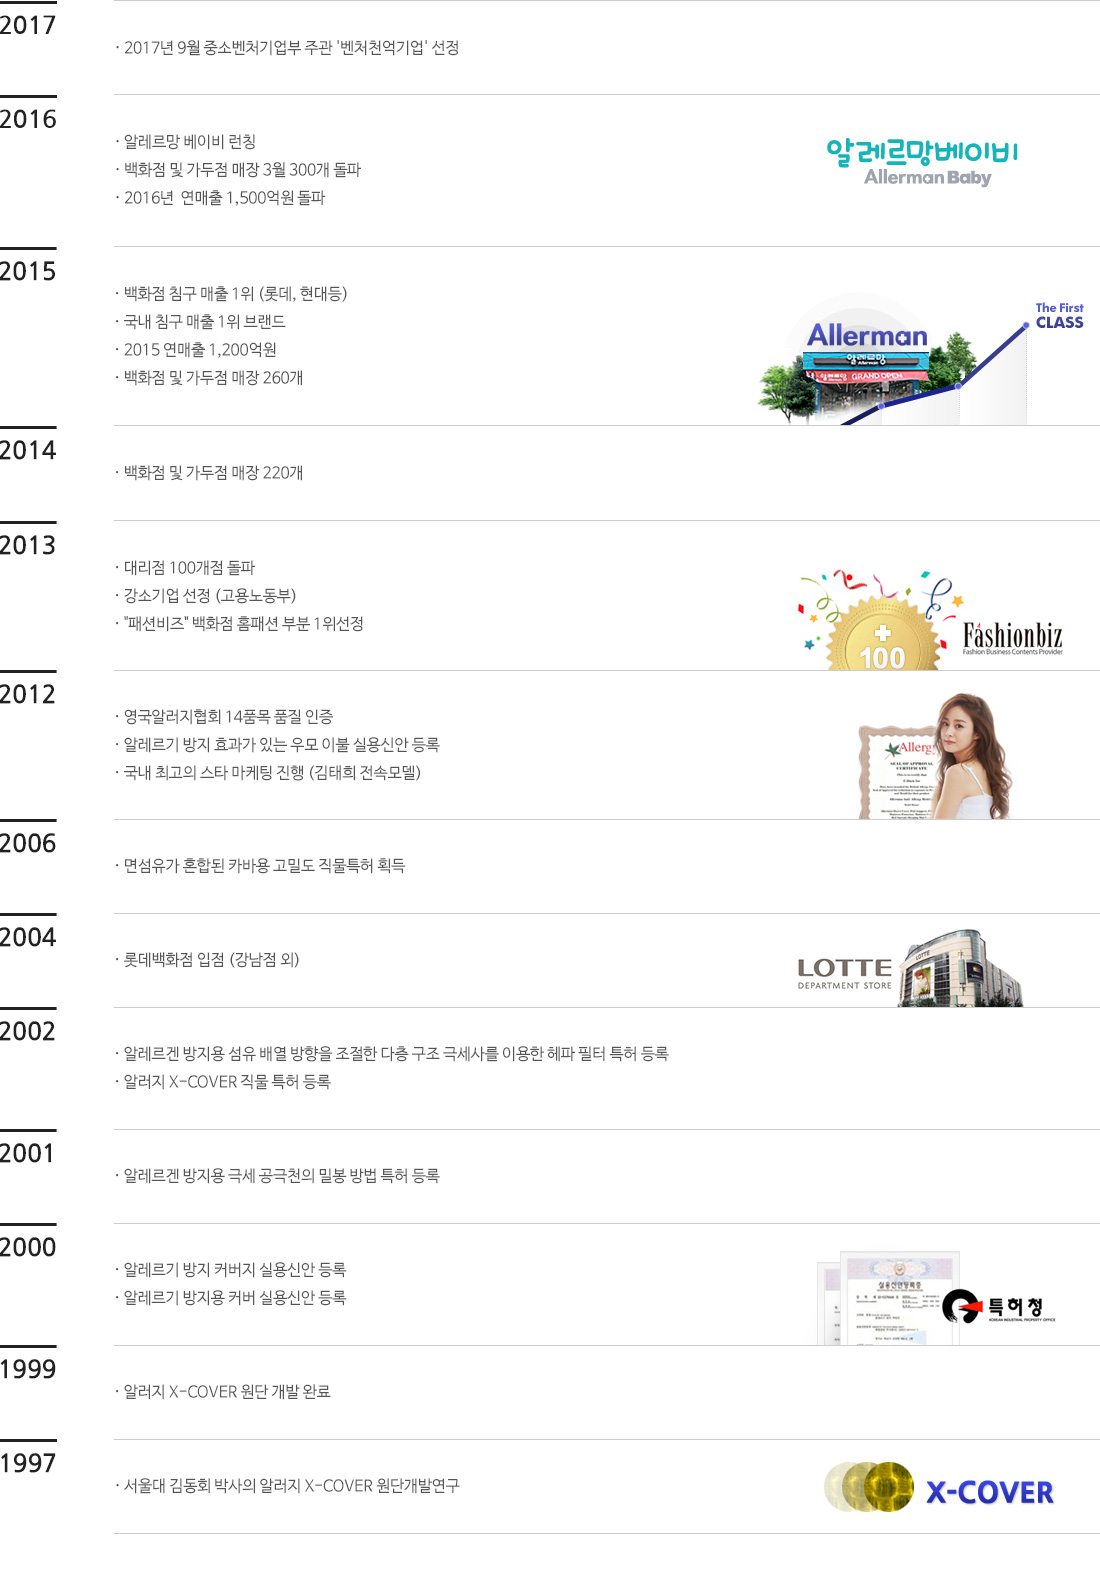 2017
· 2017년 9월 중소벤처기업부 주관 '벤처천억기업' 선정
2016
· 알레르망 베이비 런칭
· 백화점 및 가두점 매장 3월 300개 돌파
· 2016년 연매출 1,500억원 돌파
알레르망베이비
Allerman Baby
2015
· 백화점 침구 매출 1위 (롯데, 현대등)
· 국내 침구 매출 1위 브랜드
· 2015 연매출 1,200억원
· 백화점 및 가두점 매장 260개
The First
CLASS
Allerman
알레르망
Allerman
알레르망 GRAND OPEN
2014
· 백화점 및 가두점 매장 220개
2013
· 대리점 100개점 돌파
· 강소기업 선정 (고용노동부)
· "패션비즈" 백화점 홈패션 부분 1위선정
+
100
Fashionbiz
Fashion Business Contents Provider
2012
· 영국알러지협회 14품목 품질 인증
· 알레르기 방지 효과가 있는 우모 이불 실용신안 등록
· 국내 최고의 스타 마케팅 진행 (김태희 전속모델)
Allergy
SEAL OF APPROVAL
CERTIFICATE
2006
· 면섬유가 혼합된 카바용 고밀도 직물특허 획득
2004
· 롯데백화점 입점 (강남점 외)
LOTTE
DEPARTMENT STORE
LOTTE
2002
· 알레르겐 방지용 섬유 배열 방향을 조절한 다층 구조 극세사를 이용한 헤파 필터 특허 등록
· 알러지 X-COVER 직물 특허 등록
2001
· 알레르겐 방지용 극세 공극천의 밀봉 방법 특허 등록
2000
· 알레르기 방지 커버지 실용신안 등록
· 알레르기 방지용 커버 실용신안 등록
실용신안등록증
특허청
KOREAN INDUSTRIAL PROPERTY OFFICE
1999
· 알러지 X-COVER 원단 개발 완료
1997
· 서울대 김동회 박사의 알러지 X-COVER 원단개발연구
X-COVER